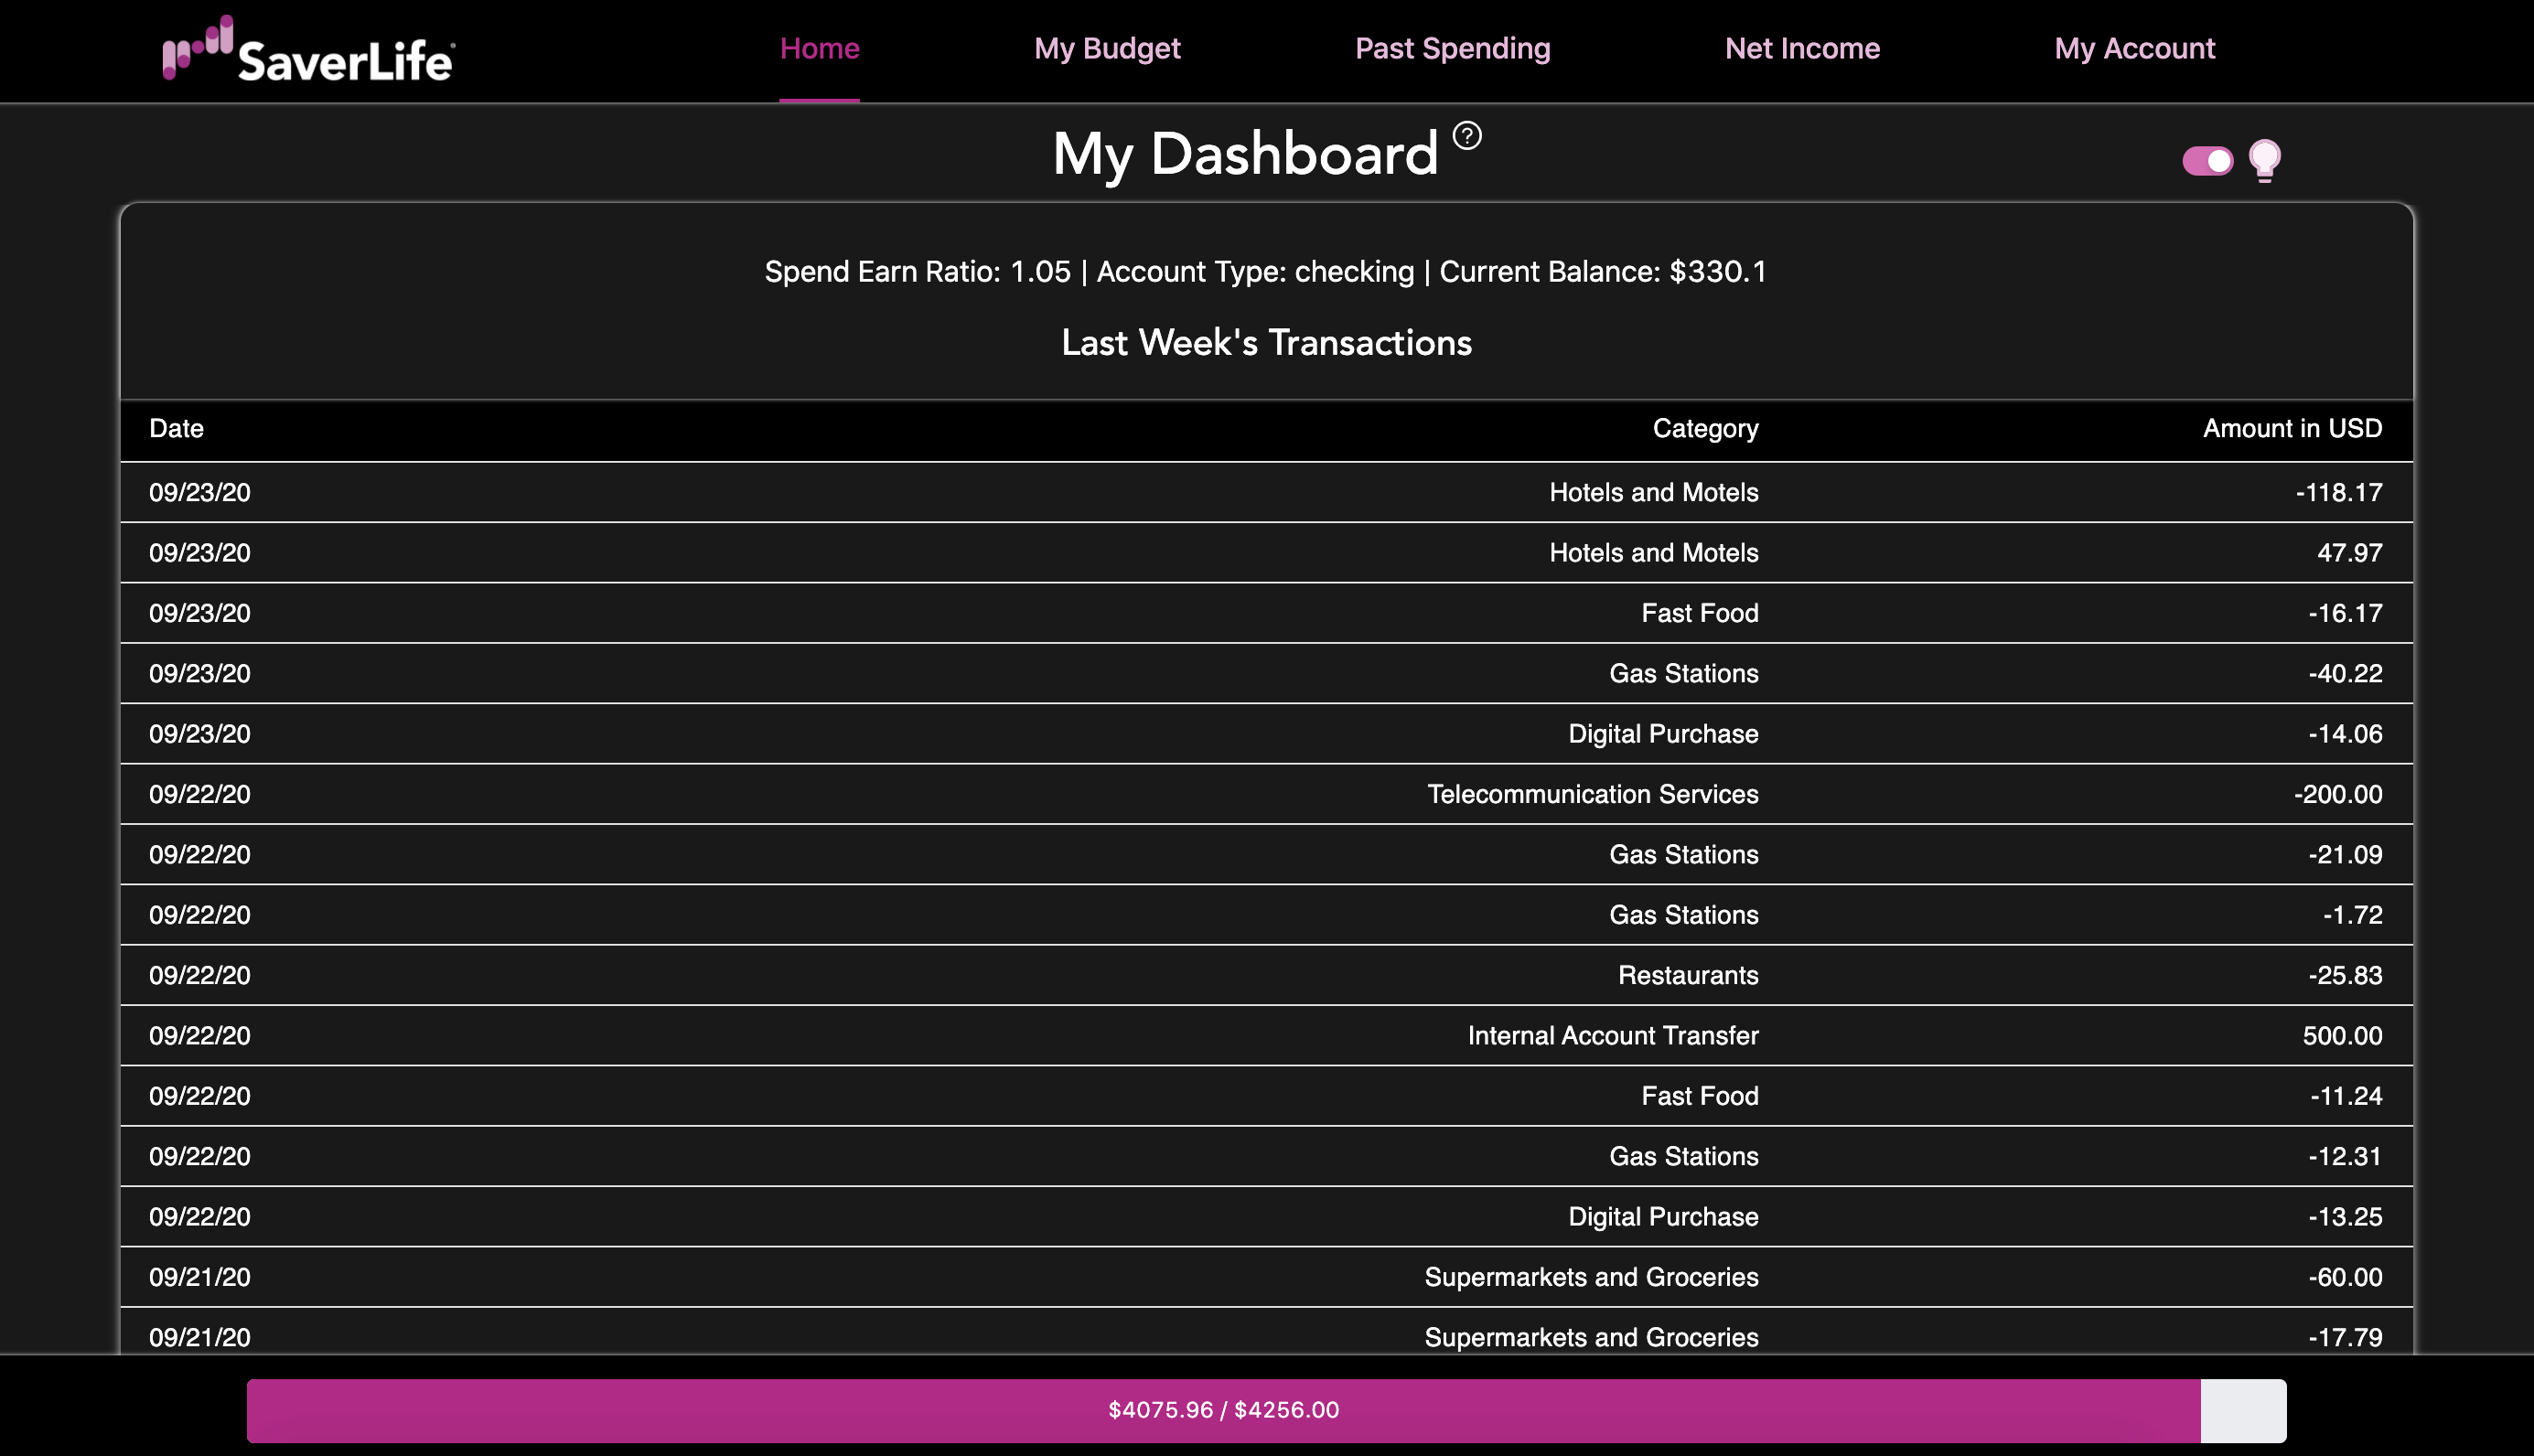 SaverLife
Home My Budget Past Spending Net Income My Account
My Dashboard ?
Spend Earn Ratio: 1.05 | Account Type: checking | Current Balance: $330.1
Last Week's Transactions
Date Category Amount in USD
09/23/20 Hotels and Motels -118.17
09/23/20 Hotels and Motels 47.97
09/23/20 Fast Food -16.17
09/23/20 Gas Stations -40.22
09/23/20 Digital Purchase -14.06
09/22/20 Telecommunication Services -200.00
09/22/20 Gas Stations -21.09
09/22/20 Gas Stations -1.72
09/22/20 Restaurants -25.83
09/22/20 Internal Account Transfer 500.00
09/22/20 Fast Food -11.24
09/22/20 Gas Stations -12.31
09/22/20 Digital Purchase -13.25
09/21/20 Supermarkets and Groceries -60.00
09/21/20 Supermarkets and Groceries -17.79
$4075.96 / $4256.00